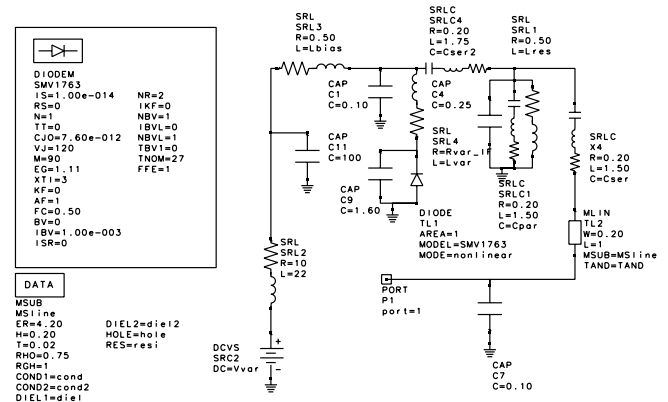 DIODEM
SMV1763
IS=1.00e-014
RS=0
N=1
TT=0
CJO=7.60e-012
VJ=120
M=90
EG=1.11
XTI=3
KF=0
AF=1
FC=0.50
BV=0
IBV=1.00e-003
ISR=0
NR=2
IKF=0
NBV=1
IBVL=0
NBVL=1
TBV1=0
TNOM=27
FFE=1
DATA
MSUB
MSline
ER=4.20
H=0.20
T=0.02
RHO=0.75
RGH=1
COND1=cond
COND2=cond2
DIEL1=diel
DIEL2=diel2
HOLE=hole
RES=resi
SRL
SRL3
R=0.50
L=Lbias
CAP
C1
C=0.10
SRLC
SRLC4
R=0.20
L=1.75
C=Cser2
CAP
C4
C=0.25
SRL
SRL1
R=0.50
L=Lres
CAP
C11
C=100
SRL
SRL4
R=Rvar_IF
L=Lvar
CAP
C9
C=1.60
DIODE
TL1
AREA=1
MODEL=SMV1763
MODE=nonlinear
SRLC
SRLC1
R=0.20
L=1.50
C=Cpar
SRLC
X4
R=0.20
L=1.50
C=Cser
MLIN
TL2
W=0.20
L=1
MSUB=MSline
TAND=TAND
SRL
SRL2
R=10
L=22
PORT
P1
port=1
DCVS
SRC2
DC=Vvar
+
-
CAP
C7
C=0.10